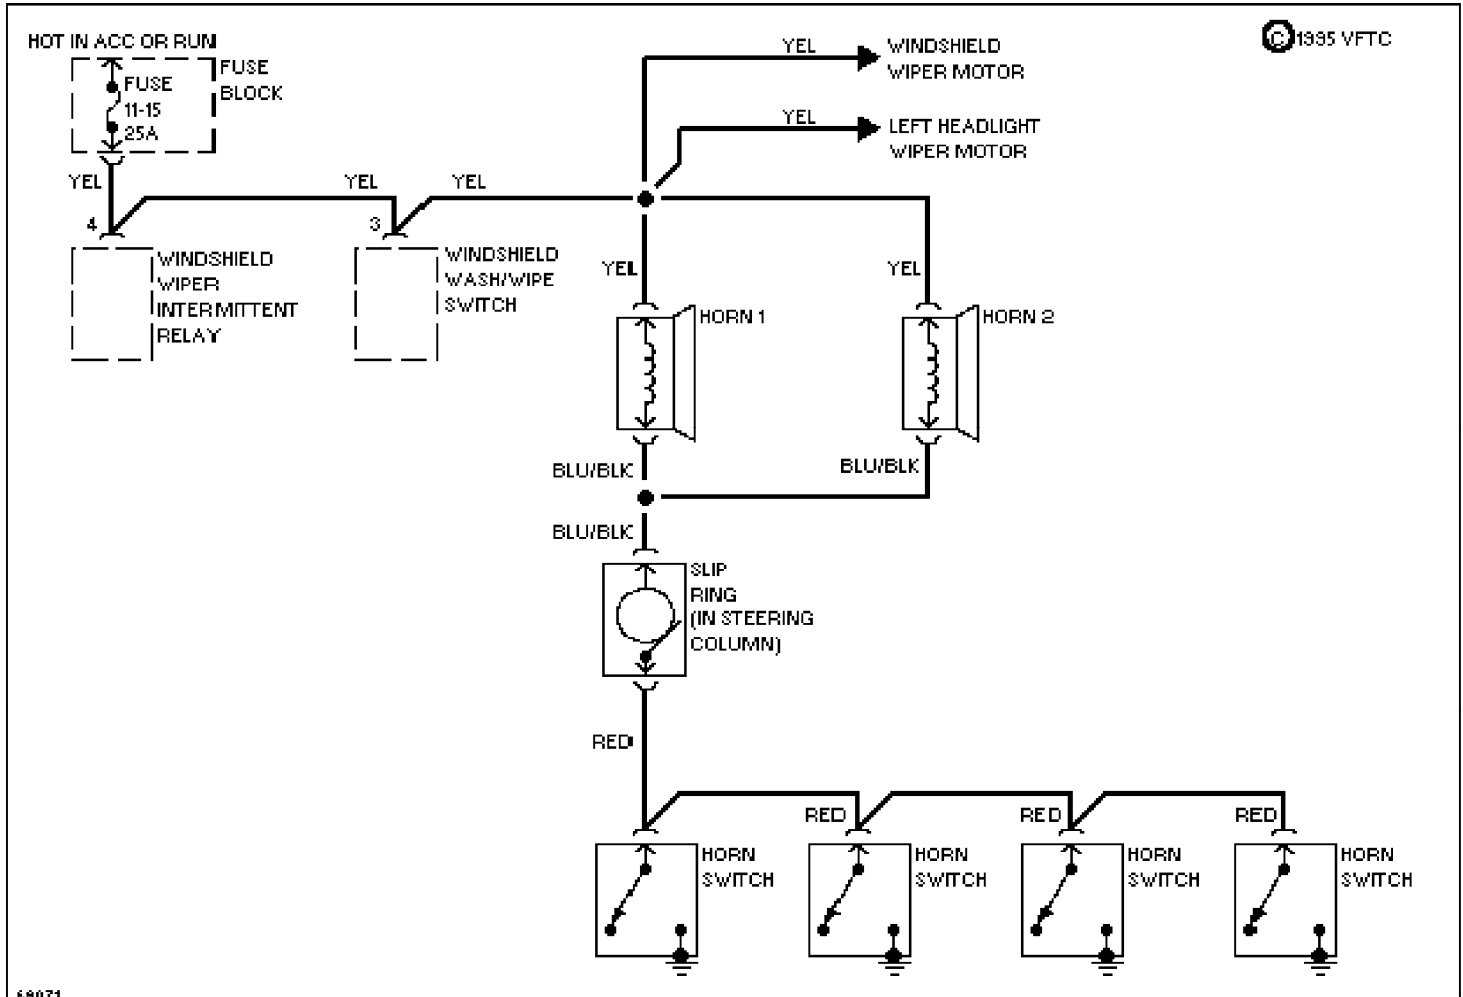 HOT IN ACC OR RUN
FUSE
BLOCK
FUSE
11-15
25A
YEL
YEL
YEL
4
3
WINDSHIELD
WIPER
INTERMITTENT
RELAY
WINDSHIELD
WASH/WIPE
SWITCH
YEL
WINDSHIELD
WIPER MOTOR
YEL
LEFT HEADLIGHT
WIPER MOTOR
© 1995 VFTC
YEL
YEL
HORN 1
HORN 2
BLU/BLK
BLU/BLK
BLU/BLK
SLIP
RING
(IN STEERING
COLUMN)
RED
RED
RED
RED
HORN
SWITCH
HORN
SWITCH
HORN
SWITCH
HORN
SWITCH